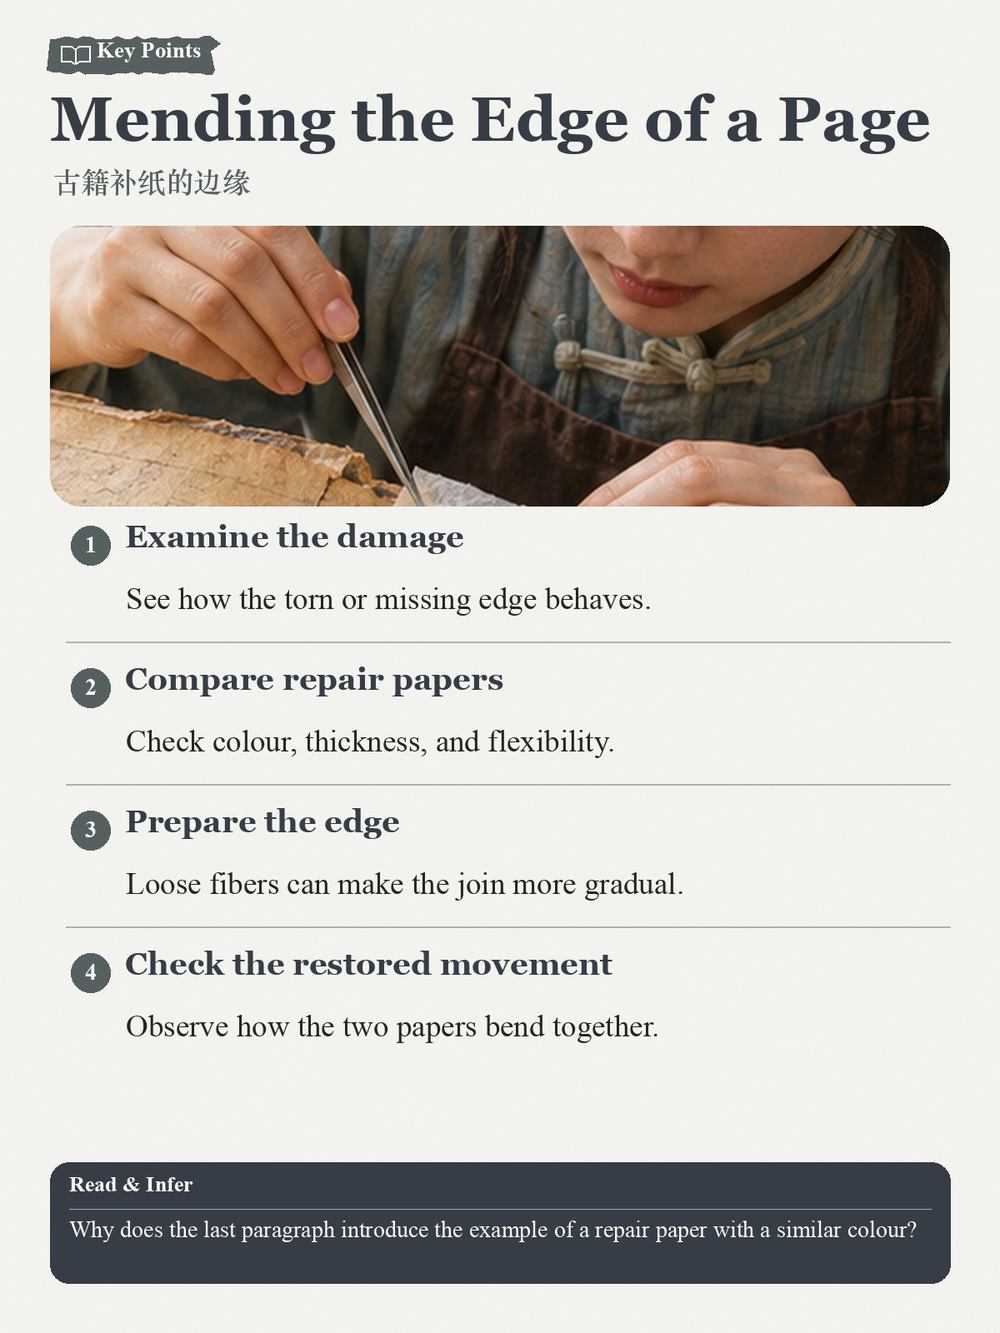 Key Points
Mending the Edge of a Page
古籍补纸的边缘
1 Examine the damage
See how the torn or missing edge behaves.
2 Compare repair papers
Check colour, thickness, and flexibility.
3 Prepare the edge
Loose fibers can make the join more gradual.
4 Check the restored movement
Observe how the two papers bend together.
Read & Infer
Why does the last paragraph introduce the example of a repair paper with a similar colour?